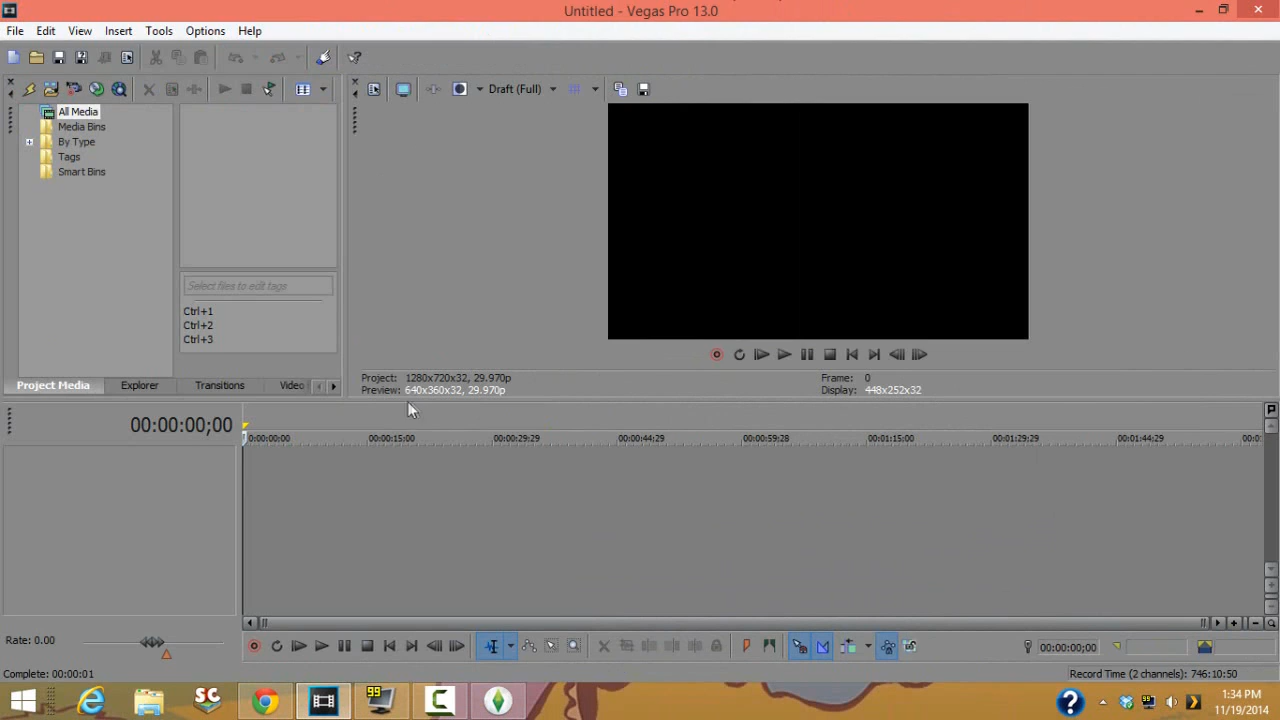 Untitled - Vegas Pro 13.0
File Edit View Insert Tools Options Help
Draft (Full)
All Media
Media Bins
By Type
Tags
Smart Bins
Select files to edit tags
Ctrl+1
Ctrl+2
Ctrl+3
Project Media Explorer Transitions Video
Project: 1280x720x32, 29.970p
Preview: 640x360x32, 29.970p
Frame: 0
Display: 448x252x32
00:00:00;00
0:00:00:00 00:00:15:00 00:00:29:29 00:00:44:29 00:00:59:28 00:01:15:00 00:01:29:29 00:01:44:29 00:0
Rate: 0.00
00:00:00;00
Complete: 00:00:01
Record Time (2 channels): 746:10:50
SC
99
1:34 PM
11/19/2014